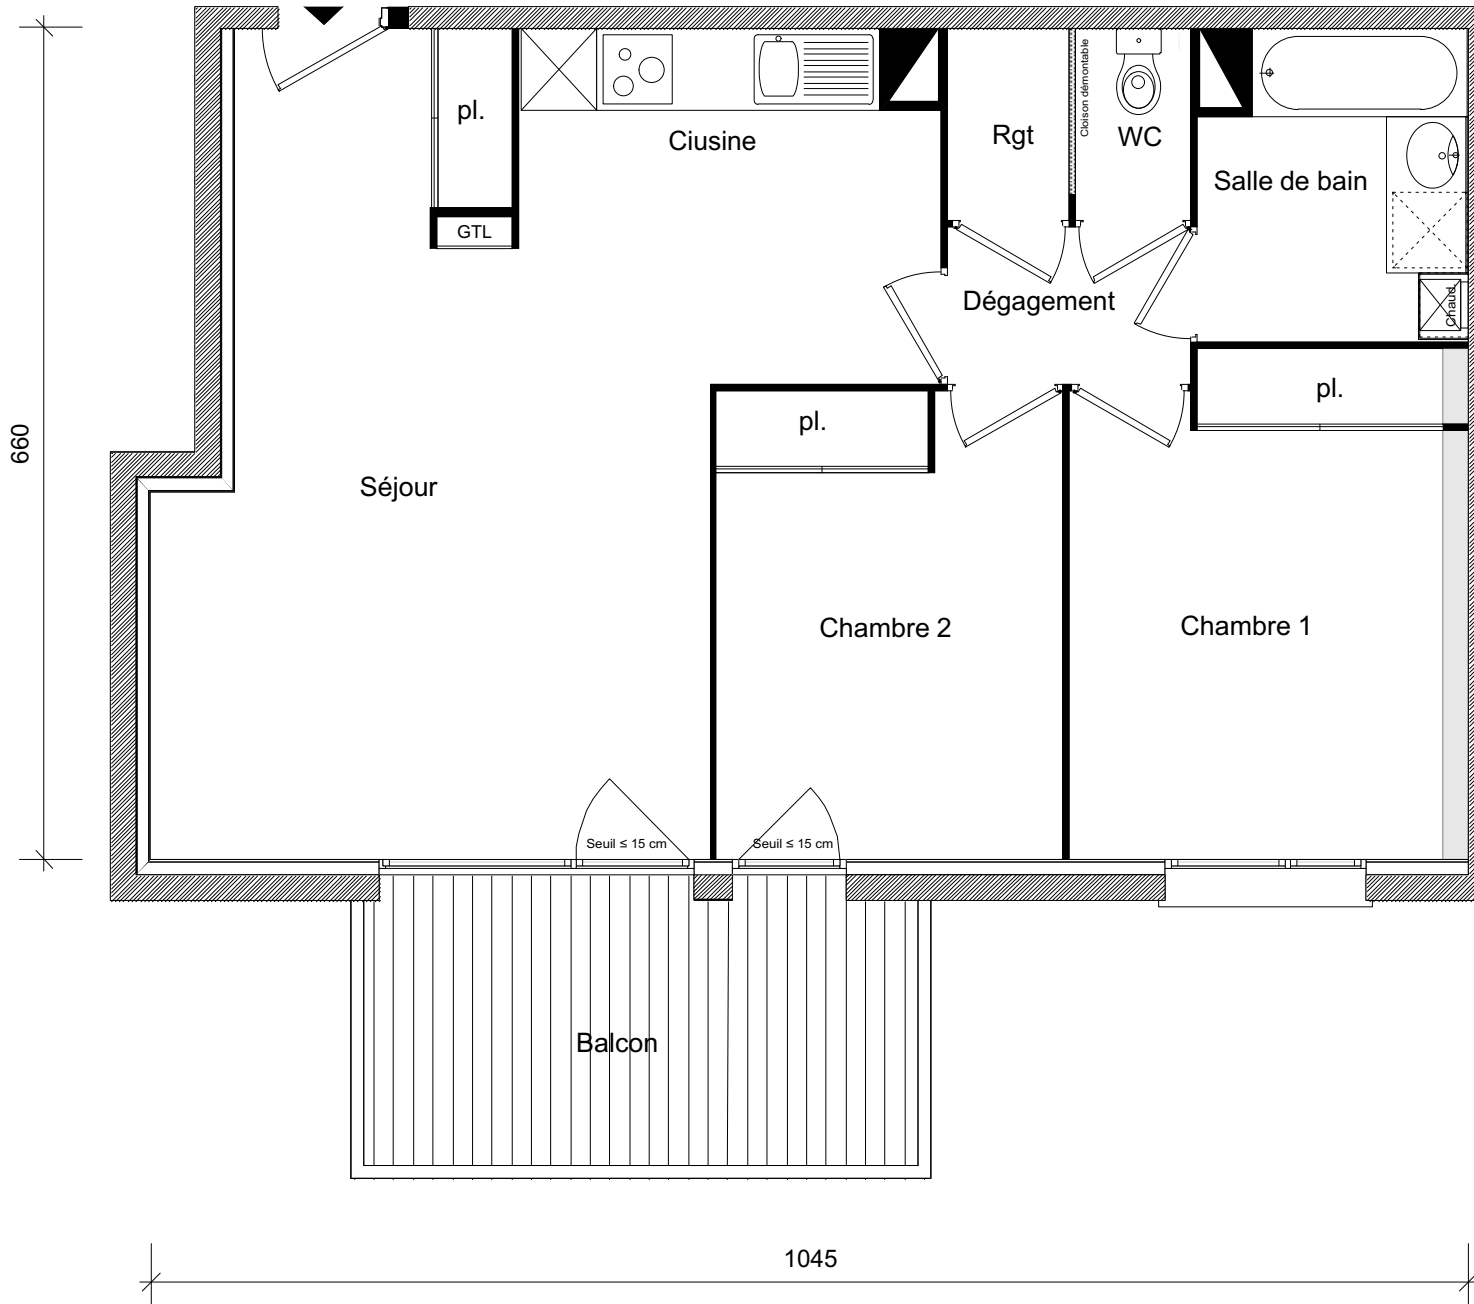 pl.
Ciusine
Rgt
Cloison démontable
WC
Salle de bain
GTL
Dégagement
Chaud
pl.
pl.
660
Séjour
Chambre 2
Chambre 1
Seuil ≤ 15 cm
Seuil ≤ 15 cm
Balcon
1045